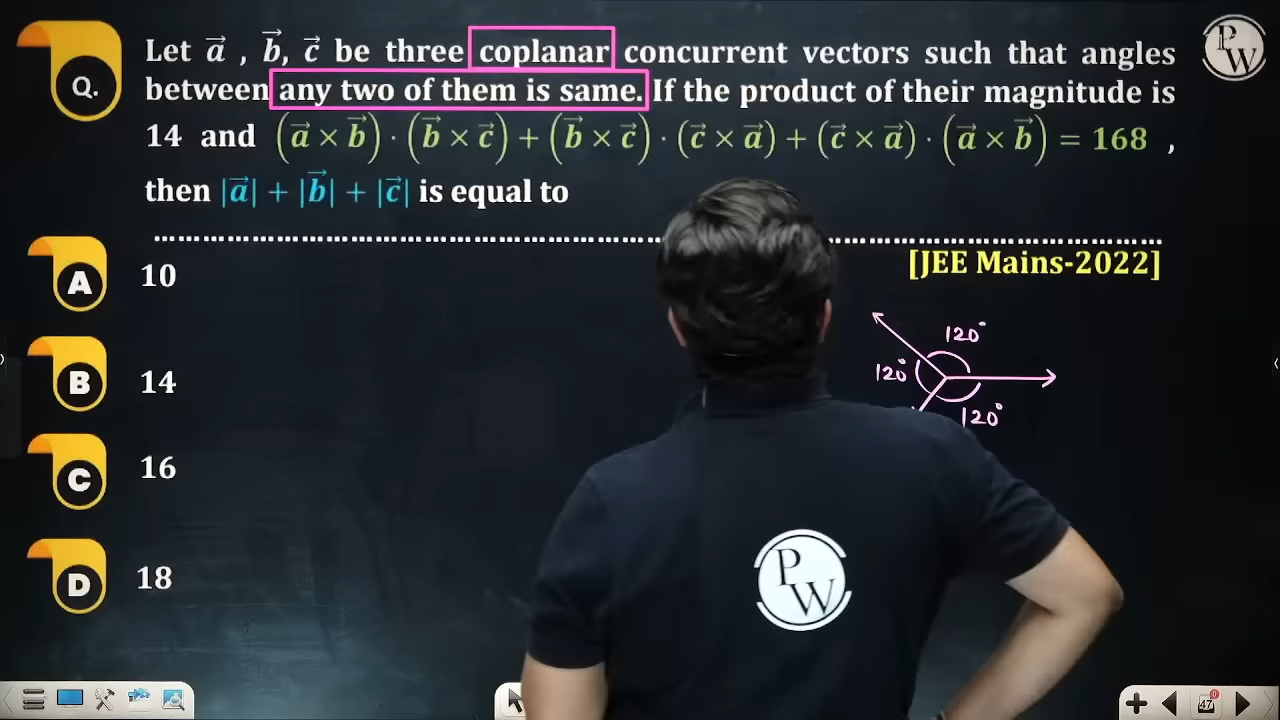 Q.
Let a⃗ , b⃗, c⃗ be three coplanar concurrent vectors such that angles
between any two of them is same. If the product of their magnitude is
14 and (a⃗ × b⃗) · (b⃗ × c⃗) + (b⃗ × c⃗) · (c⃗ × a⃗) + (c⃗ × a⃗) · (a⃗ × b⃗) = 168 ,
then |a⃗| + |b⃗| + |c⃗| is equal to
[JEE Mains-2022]
A 10
B 14
C 16
D 18
120°
120°
120°
P W
P W
47
0